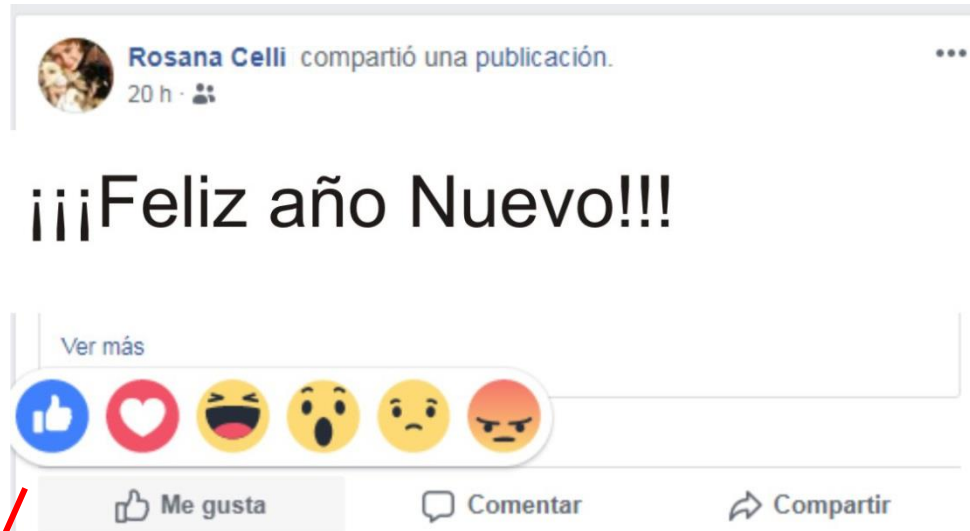 Rosana Celli compartió una publicación.
20 h ·
¡¡¡Feliz año Nuevo!!!
Ver más
Me gusta Comentar Compartir